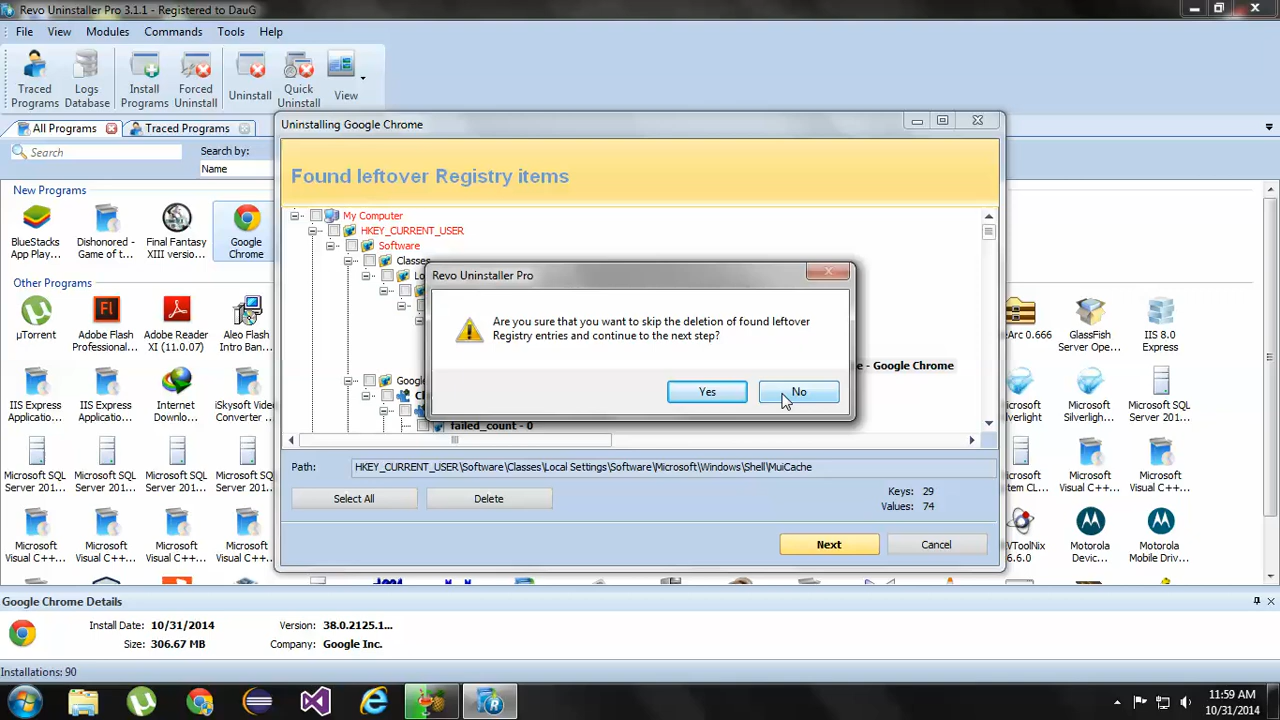 Revo Uninstaller Pro 3.1.1 - Registered to DauG
File View Modules Commands Tools Help
Traced Programs
Logs Database
Install Programs
Forced Uninstall
Uninstall
Quick Uninstall
View
All Programs
Traced Programs
Search
Search by:
Name
New Programs
BlueStacks App Play...
Dishonored - Game of t...
Final Fantasy XIII versio...
Google Chrome
Other Programs
µTorrent
Adobe Flash Professional...
Adobe Reader XI (11.0.07)
Aleo Flash Intro Ban...
Arc 0.666
GlassFish Server Ope...
IIS 8.0 Express
IIS Express Applicatio...
IIS Express Applicatio...
Internet Downlo...
iSkysoft Video Converter ...
Microsoft Silverlight...
Microsoft SQL Server 201...
Microsoft SQL Server 201...
Microsoft SQL Server 201...
Microsoft SQL Server 201...
Microsoft SQL Server 201...
Microsoft Visual C++...
Microsoft Visual C++...
Microsoft Visual C++...
Microsoft Visual C++...
Microsoft Visual C++...
Microsoft Visual C++...
Motorola Device...
Motorola Mobile Driv...
Uninstalling Google Chrome
Found leftover Registry items
My Computer
HKEY_CURRENT_USER
Software
Classes
e - Google Chrome
failed_count - 0
Revo Uninstaller Pro
Are you sure that you want to skip the deletion of found leftover
Registry entries and continue to the next step?
Yes
No
Path: HKEY_CURRENT_USER\Software\Classes\Local Settings\Software\Microsoft\Windows\Shell\MuiCache
Select All
Delete
Keys: 29
Values: 74
Next
Cancel
Google Chrome Details
Install Date: 10/31/2014 Version: 38.0.2125.1...
Size: 306.67 MB Company: Google Inc.
Installations: 90
11:59 AM
10/31/2014